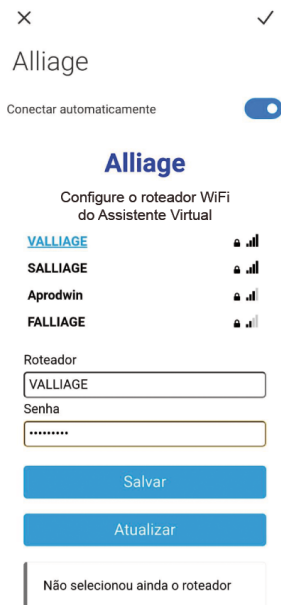 Alliage
Conectar automaticamente
Alliage
Configure o roteador WiFi
do Assistente Virtual
VALLIAGE
SALLIAGE
Aprodwin
FALLIAGE
Roteador
VALLIAGE
Senha
•••••••••
Salvar
Atualizar
Não selecionou ainda o roteador